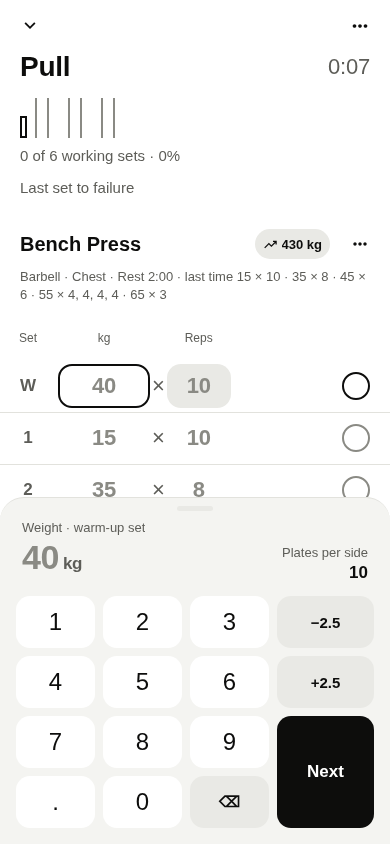 Pull
0:07
0 of 6 working sets · 0%
Last set to failure
Bench Press
430 kg
Barbell · Chest · Rest 2:00 · last time 15 × 10 · 35 × 8 · 45 ×
6 · 55 × 4, 4, 4, 4 · 65 × 3
Set kg Reps
W 40 × 10
1 15 × 10
2 35 × 8
Weight · warm-up set
40 kg
Plates per side
10
1 2 3 −2.5
4 5 6 +2.5
7 8 9 Next
. 0 ⌫